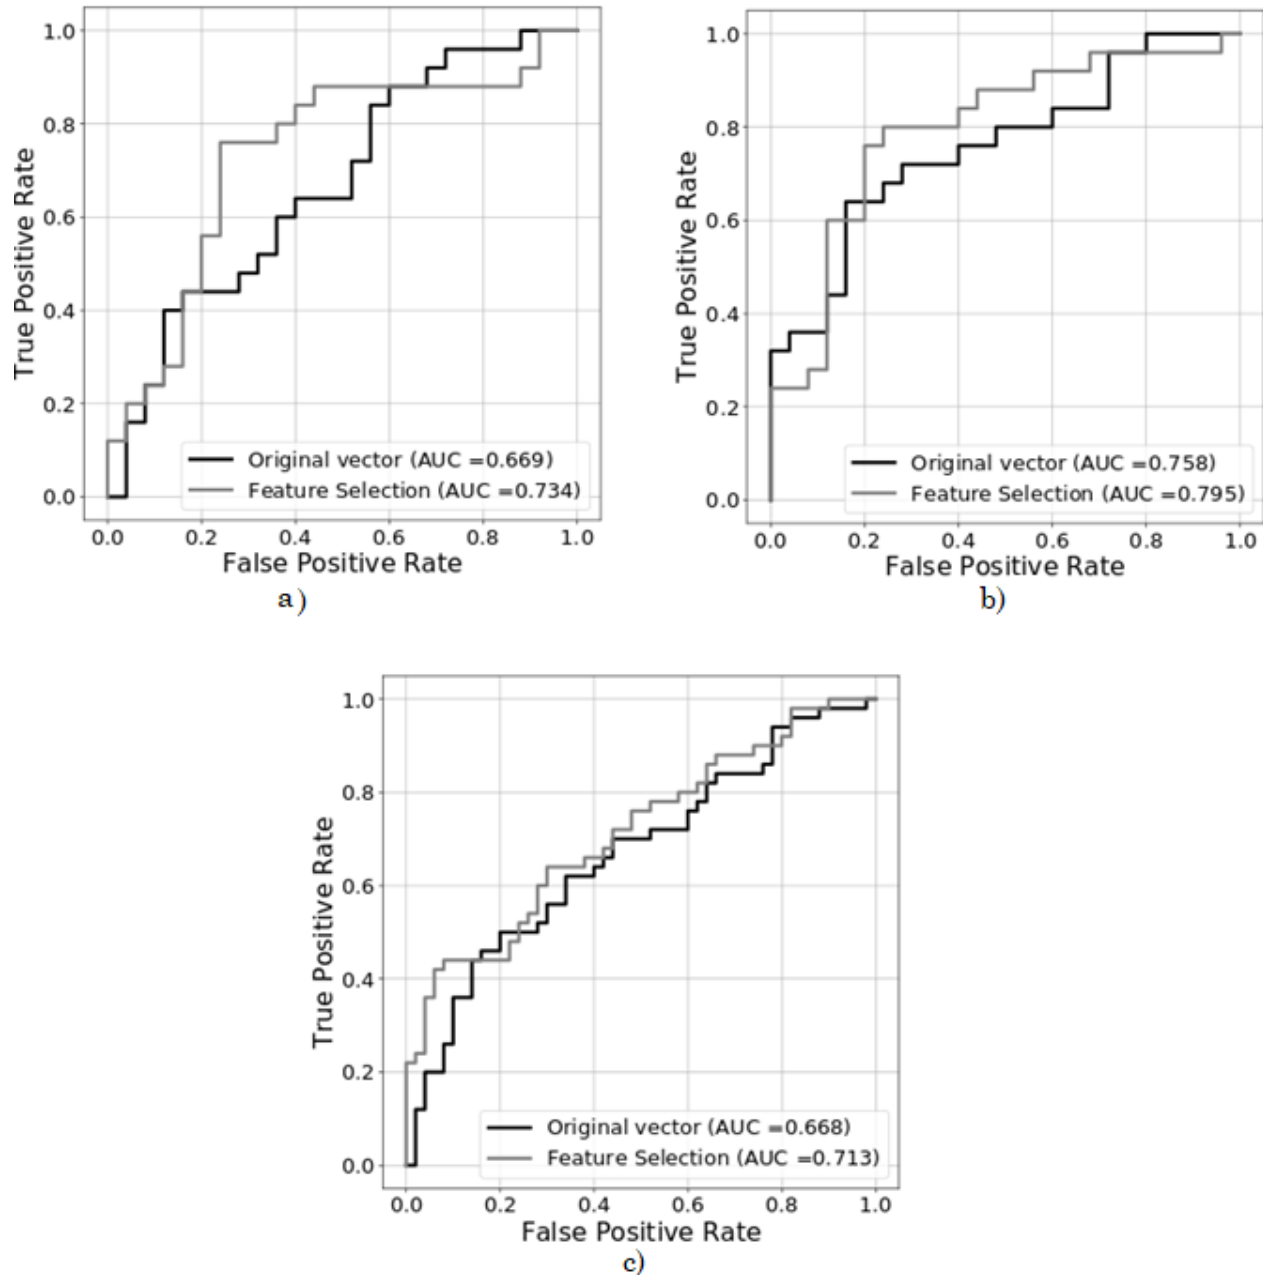 1.0
0.8
0.6
0.4
0.2
0.0
True Positive Rate
Original vector (AUC =0.669)
Feature Selection (AUC =0.734)
0.0 0.2 0.4 0.6 0.8 1.0
False Positive Rate
a)
1.0
0.8
0.6
0.4
0.2
0.0
True Positive Rate
Original vector (AUC =0.758)
Feature Selection (AUC =0.795)
0.0 0.2 0.4 0.6 0.8 1.0
False Positive Rate
b)
1.0
0.8
0.6
0.4
0.2
0.0
True Positive Rate
Original vector (AUC =0.668)
Feature Selection (AUC =0.713)
0.0 0.2 0.4 0.6 0.8 1.0
False Positive Rate
c)